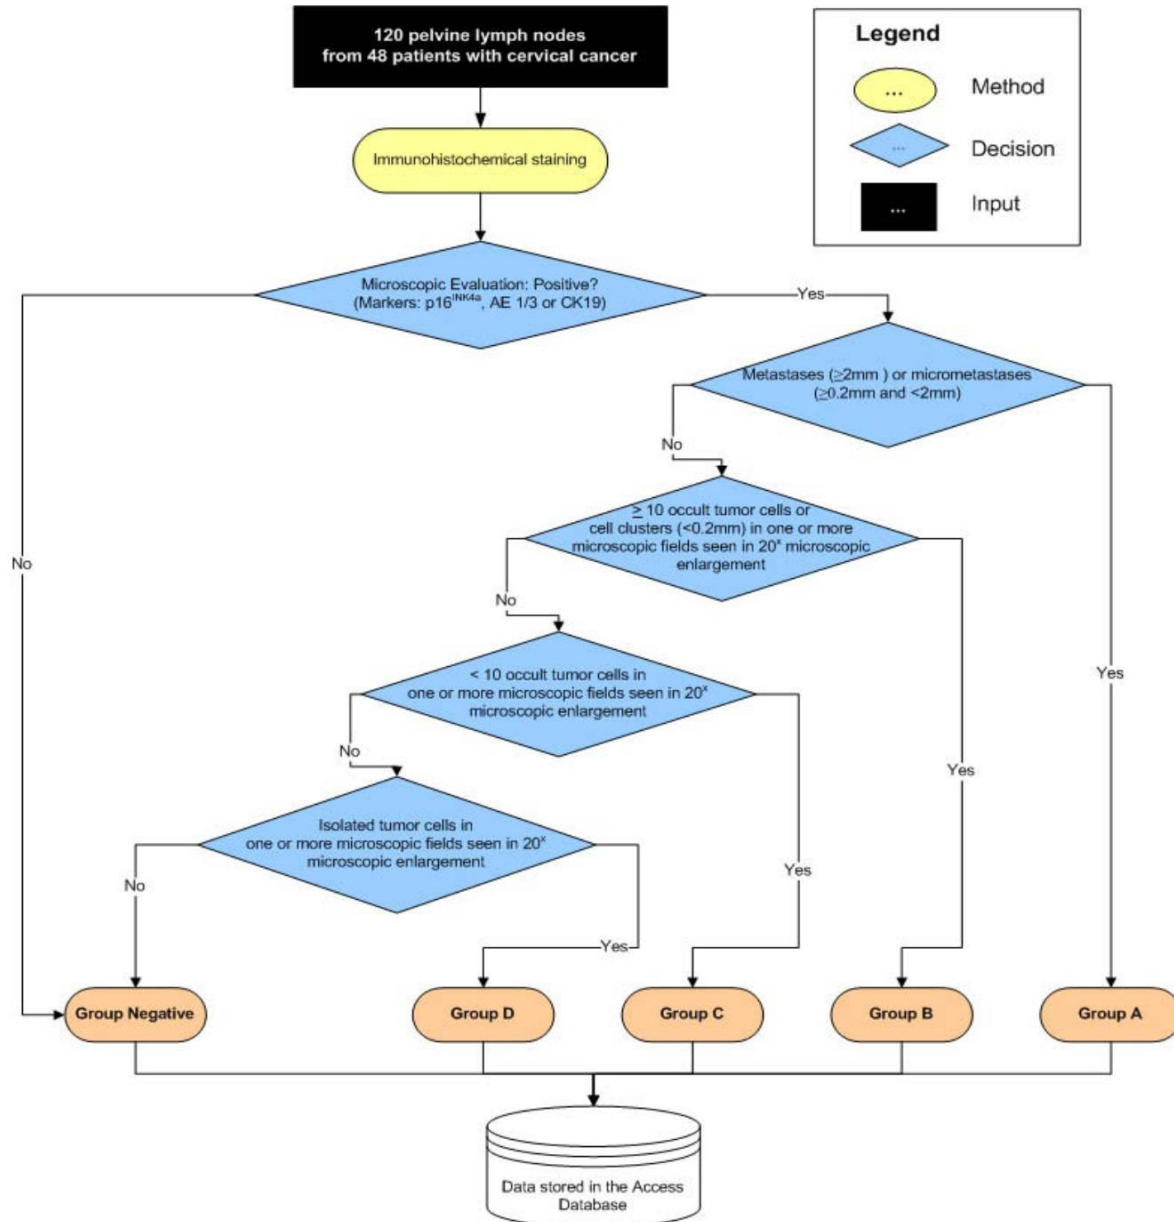 120 pelvine lymph nodes
from 48 patients with cervical cancer
Legend
...
Method
...
Decision
...
Input
Immunohistochemical staining
Microscopic Evaluation: Positive?
(Markers: p16^INK4a, AE 1/3 or CK19)
Yes
Metastases (≥2mm ) or micrometastases
(≥0.2mm and <2mm)
No
≥ 10 occult tumor cells or
cell clusters (<0.2mm) in one or more
microscopic fields seen in 20^x microscopic
enlargement
No
No
< 10 occult tumor cells in
one or more microscopic fields seen in 20^x
microscopic enlargement
Yes
No
Yes
Isolated tumor cells in
one or more microscopic fields seen in 20^x
microscopic enlargement
Yes
No
Yes
Group Negative
Group D
Group C
Group B
Group A
Data stored in the Access
Database